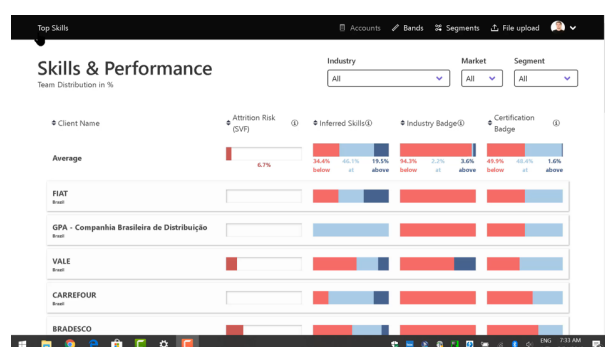 Top Skills
Accounts Bands Segments File upload
Skills & Performance
Team Distribution in %
Industry Market Segment
All All All
Client Name Attrition Risk (SVF) Inferred Skills Industry Badge Certification Badge
Average
6.7% 34.4% 46.1% 19.5% 94.3% 2.2% 3.6% 49.9% 48.4% 1.6%
below at above below at above below at above
FIAT
Brasil
GPA - Companhia Brasileira de Distribuição
Brasil
VALE
Brasil
CARREFOUR
Brasil
BRADESCO
ENG 7:33 AM